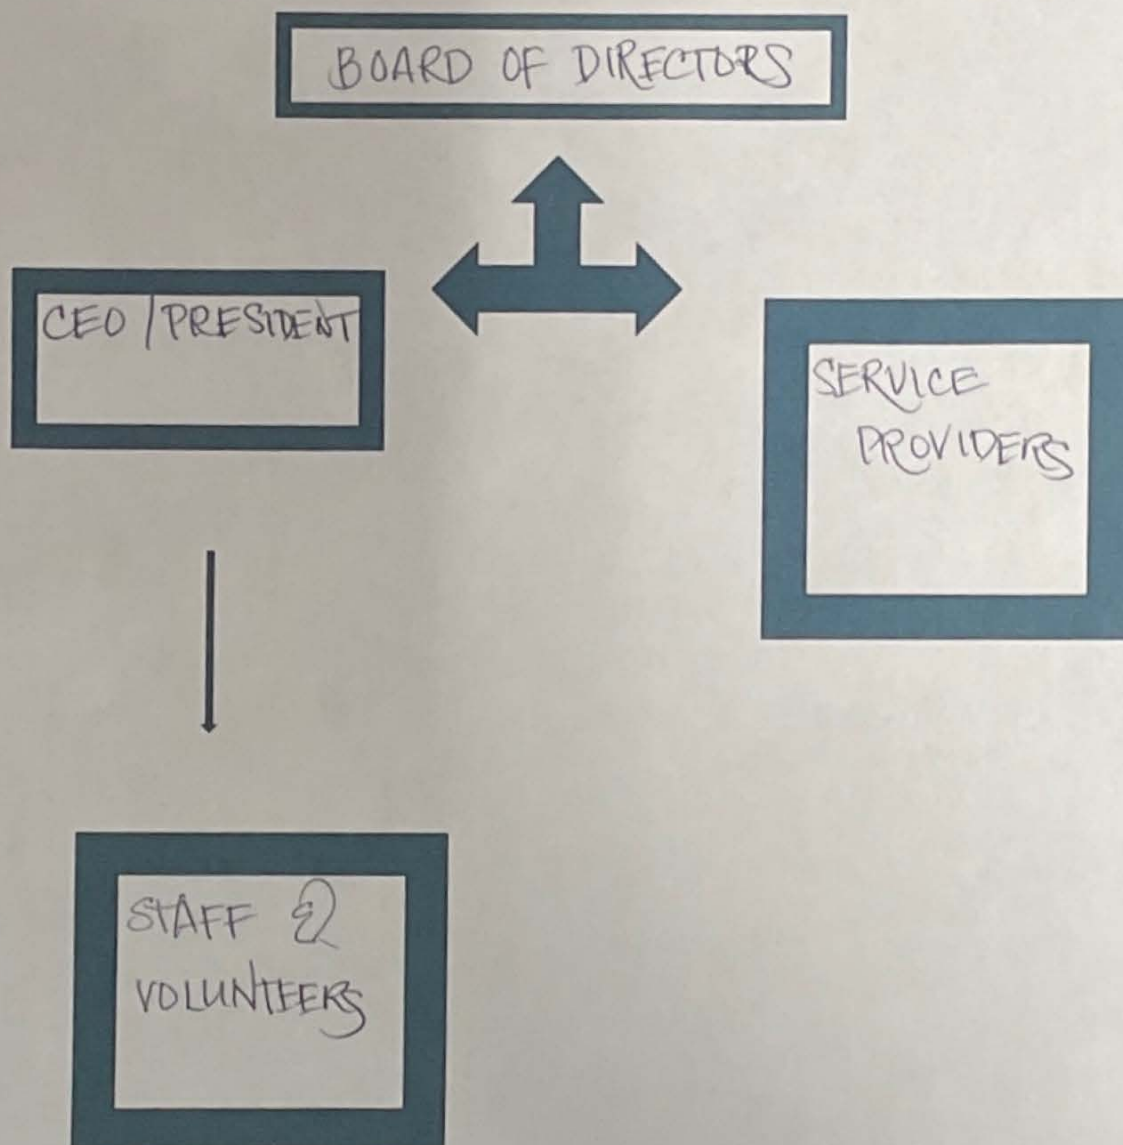 BOARD OF DIRECTORS
CEO / PRESIDENT
SERVICE
PROVIDERS
STAFF &
VOLUNTEERS